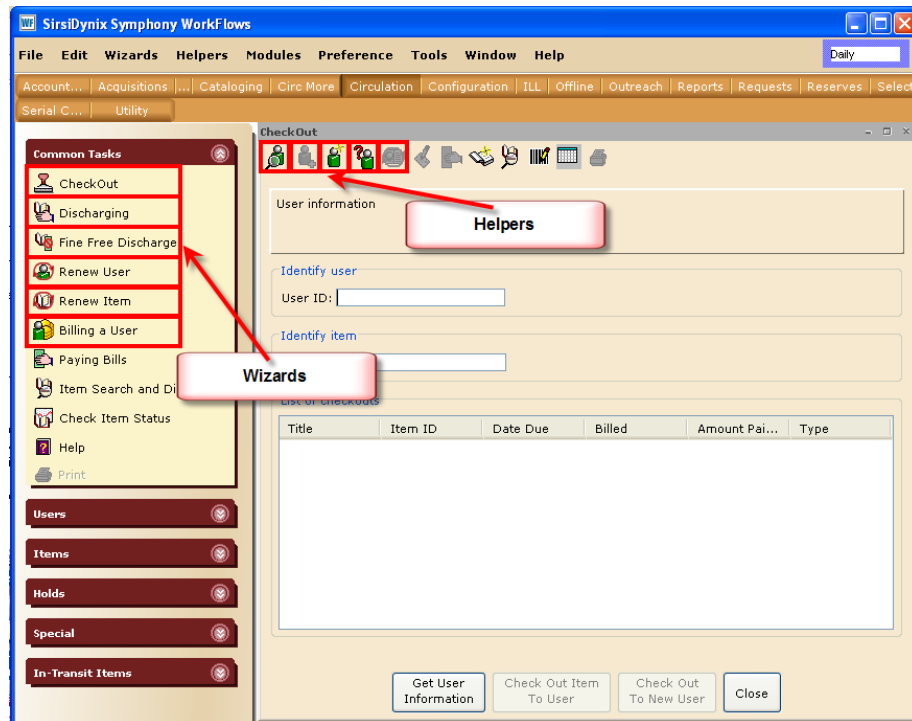 SirsiDynix Symphony WorkFlows
File Edit Wizards Helpers Modules Preference Tools Window Help
Daily
Account... Acquisitions ... Cataloging Circ More Circulation Configuration ILL Offline Outreach Reports Requests Reserves Select
Serial C... Utility
Common Tasks
CheckOut
Discharging
Fine Free Discharge
Renew User
Renew Item
Billing a User
Paying Bills
Item Search and Di
Check Item Status
Help
Print
Users
Items
Holds
Special
In-Transit Items
Wizards
CheckOut
User information
Helpers
Identify user
User ID:
Identify item
List of checkouts
Title Item ID Date Due Billed Amount Pai... Type
Get User Information
Check Out Item To User
Check Out To New User
Close